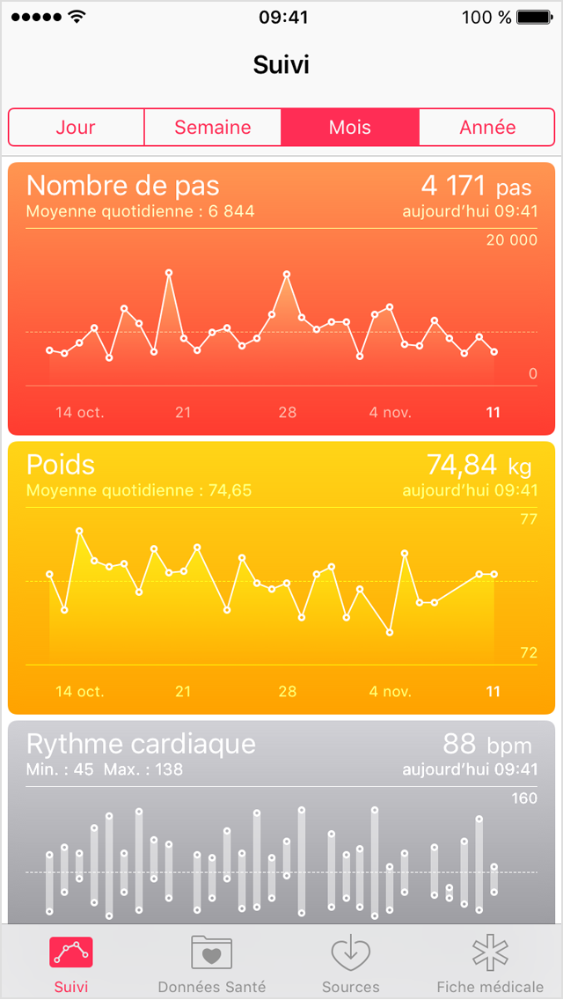 09:41 100 %
Suivi
Jour Semaine Mois Année
Nombre de pas 4 171 pas
Moyenne quotidienne : 6 844 aujourd’hui 09:41
20 000
0
14 oct. 21 28 4 nov. 11
Poids 74,84 kg
Moyenne quotidienne : 74,65 aujourd’hui 09:41
77
72
14 oct. 21 28 4 nov. 11
Rythme cardiaque 88 bpm
Min. : 45 Max. : 138 aujourd’hui 09:41
160
Suivi Données Santé Sources Fiche médicale